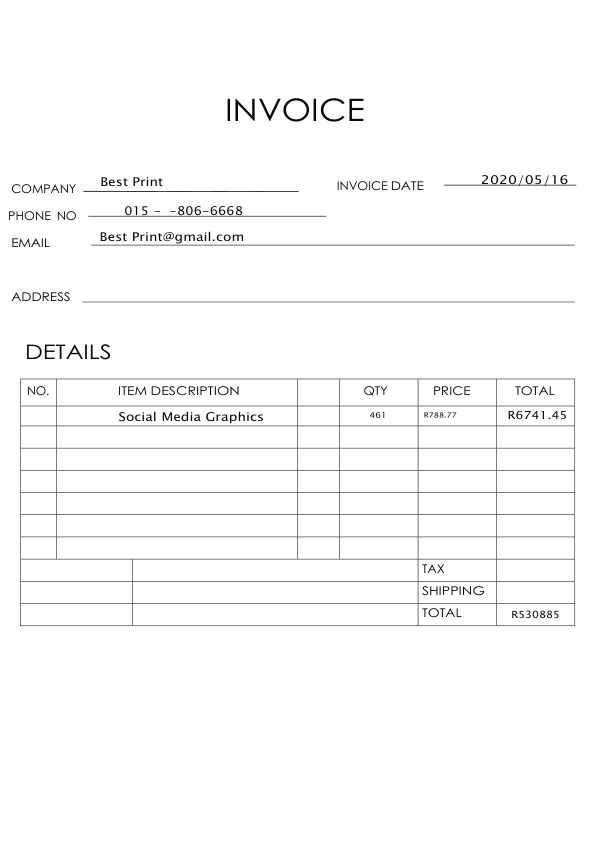 INVOICE
COMPANY Best Print INVOICE DATE 2020/05/16
PHONE NO 015 - -806-6668
EMAIL Best Print@gmail.com
ADDRESS
DETAILS
NO. ITEM DESCRIPTION QTY PRICE TOTAL
Social Media Graphics 461 R788.77 R6741.45
TAX
SHIPPING
TOTAL R530885